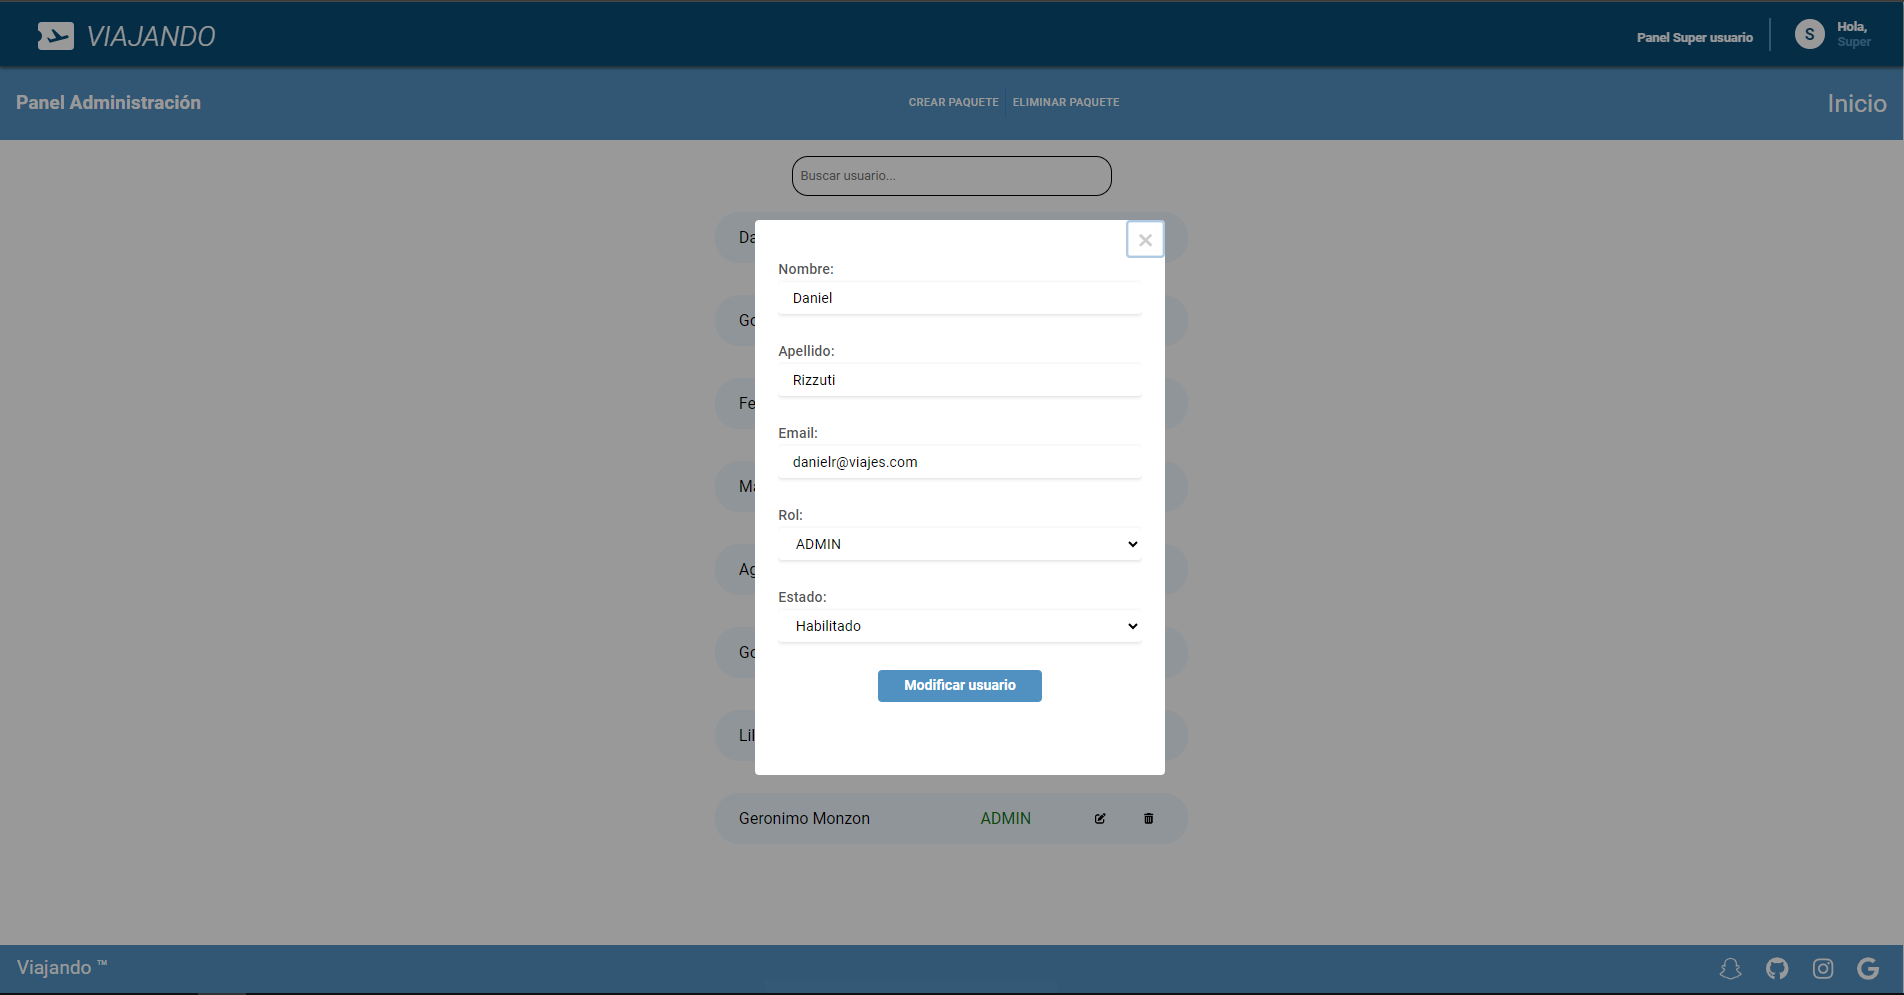 VIAJANDO
Panel Super usuario
S
Hola,
Super
Panel Administración
CREAR PAQUETE
ELIMINAR PAQUETE
Inicio
Buscar usuario...
Da
×
Nombre:
Daniel
Go
Apellido:
Rizzuti
Fe
Email:
danielr@viajes.com
Ma
Rol:
ADMIN
Ag
Estado:
Habilitado
Go
Modificar usuario
Lil
Geronimo Monzon
ADMIN
Viajando ™